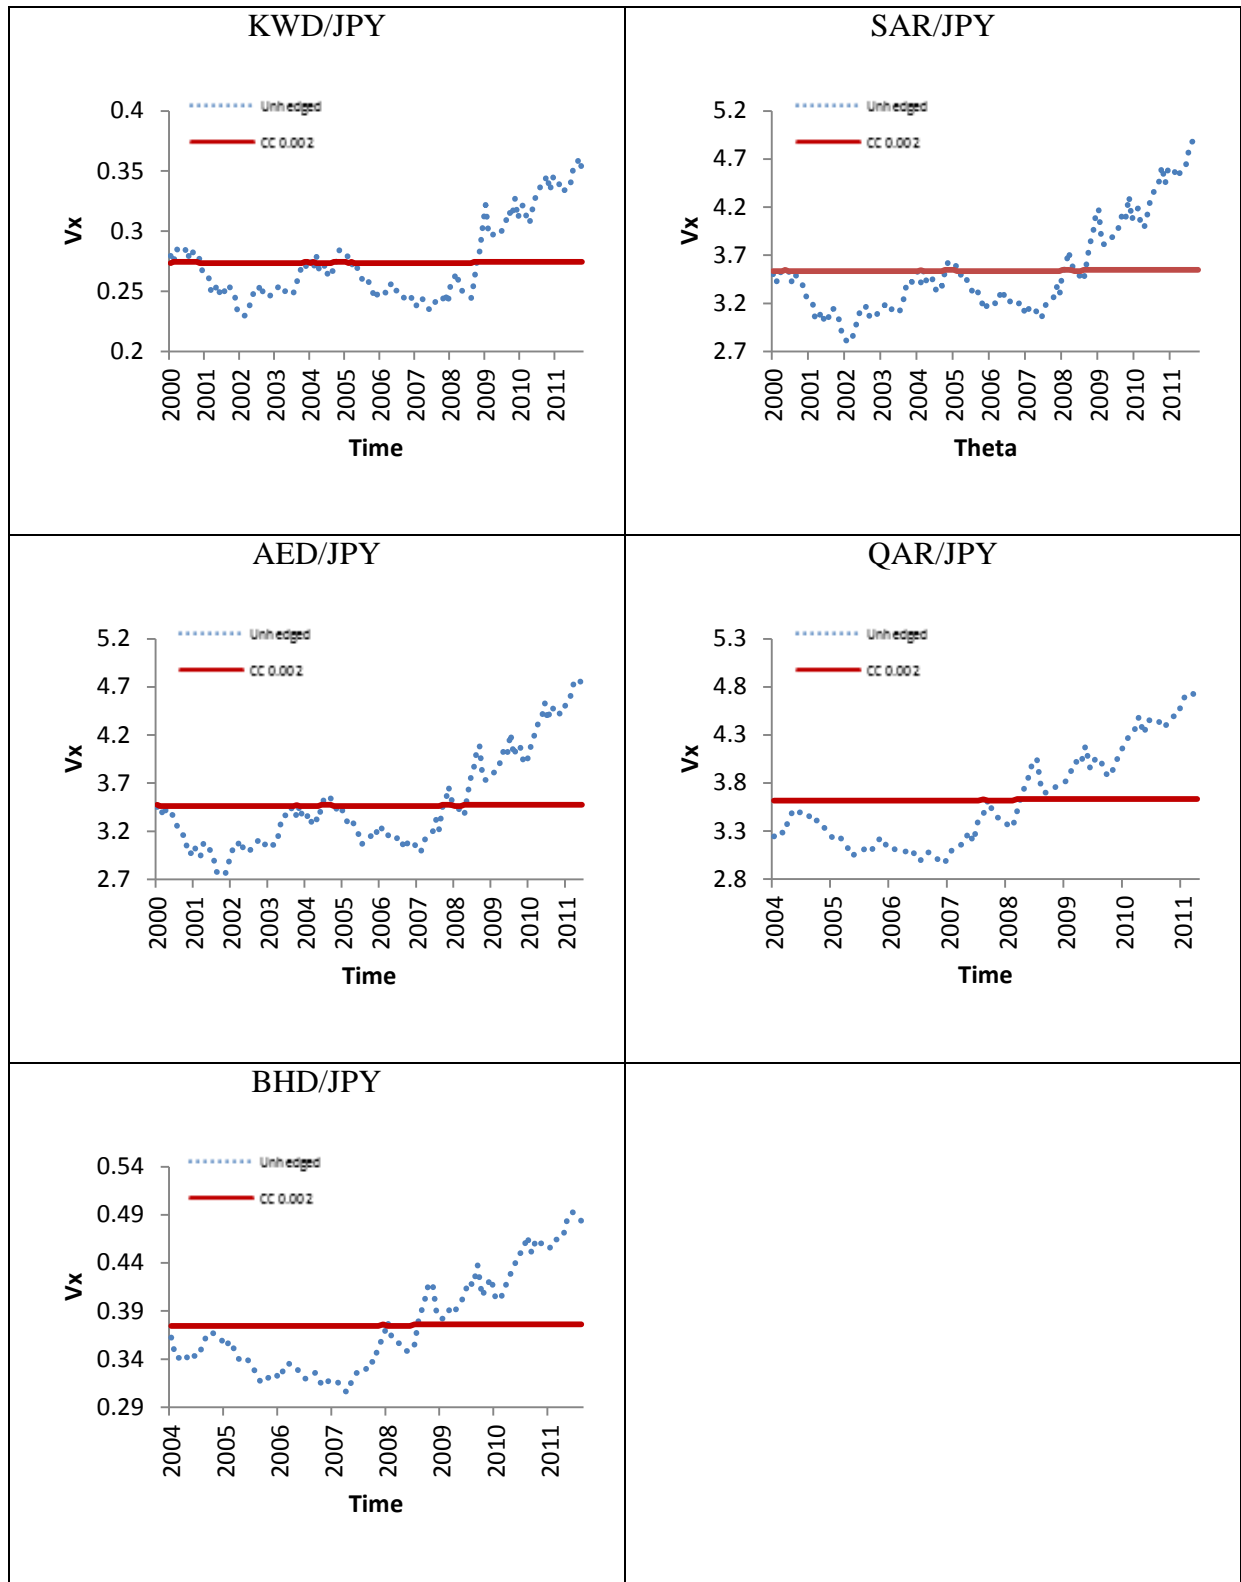 KWD/JPY
Unhedged
CC 0.002
0.4
0.35
0.3
0.25
0.2
Vx
2000 2001 2002 2003 2004 2005 2006 2007 2008 2009 2010 2011
Time
SAR/JPY
Unhedged
CC 0.002
5.2
4.7
4.2
3.7
3.2
2.7
Vx
2000 2001 2002 2003 2004 2005 2006 2007 2008 2009 2010 2011
Theta
AED/JPY
Unhedged
CC 0.002
5.2
4.7
4.2
3.7
3.2
2.7
Vx
2000 2001 2002 2003 2004 2005 2006 2007 2008 2009 2010 2011
Time
QAR/JPY
Unhedged
CC 0.002
5.3
4.8
4.3
3.8
3.3
2.8
Vx
2004 2005 2006 2007 2008 2009 2010 2011
Time
BHD/JPY
Unhedged
CC 0.002
0.54
0.49
0.44
0.39
0.34
0.29
Vx
2004 2005 2006 2007 2008 2009 2010 2011
Time